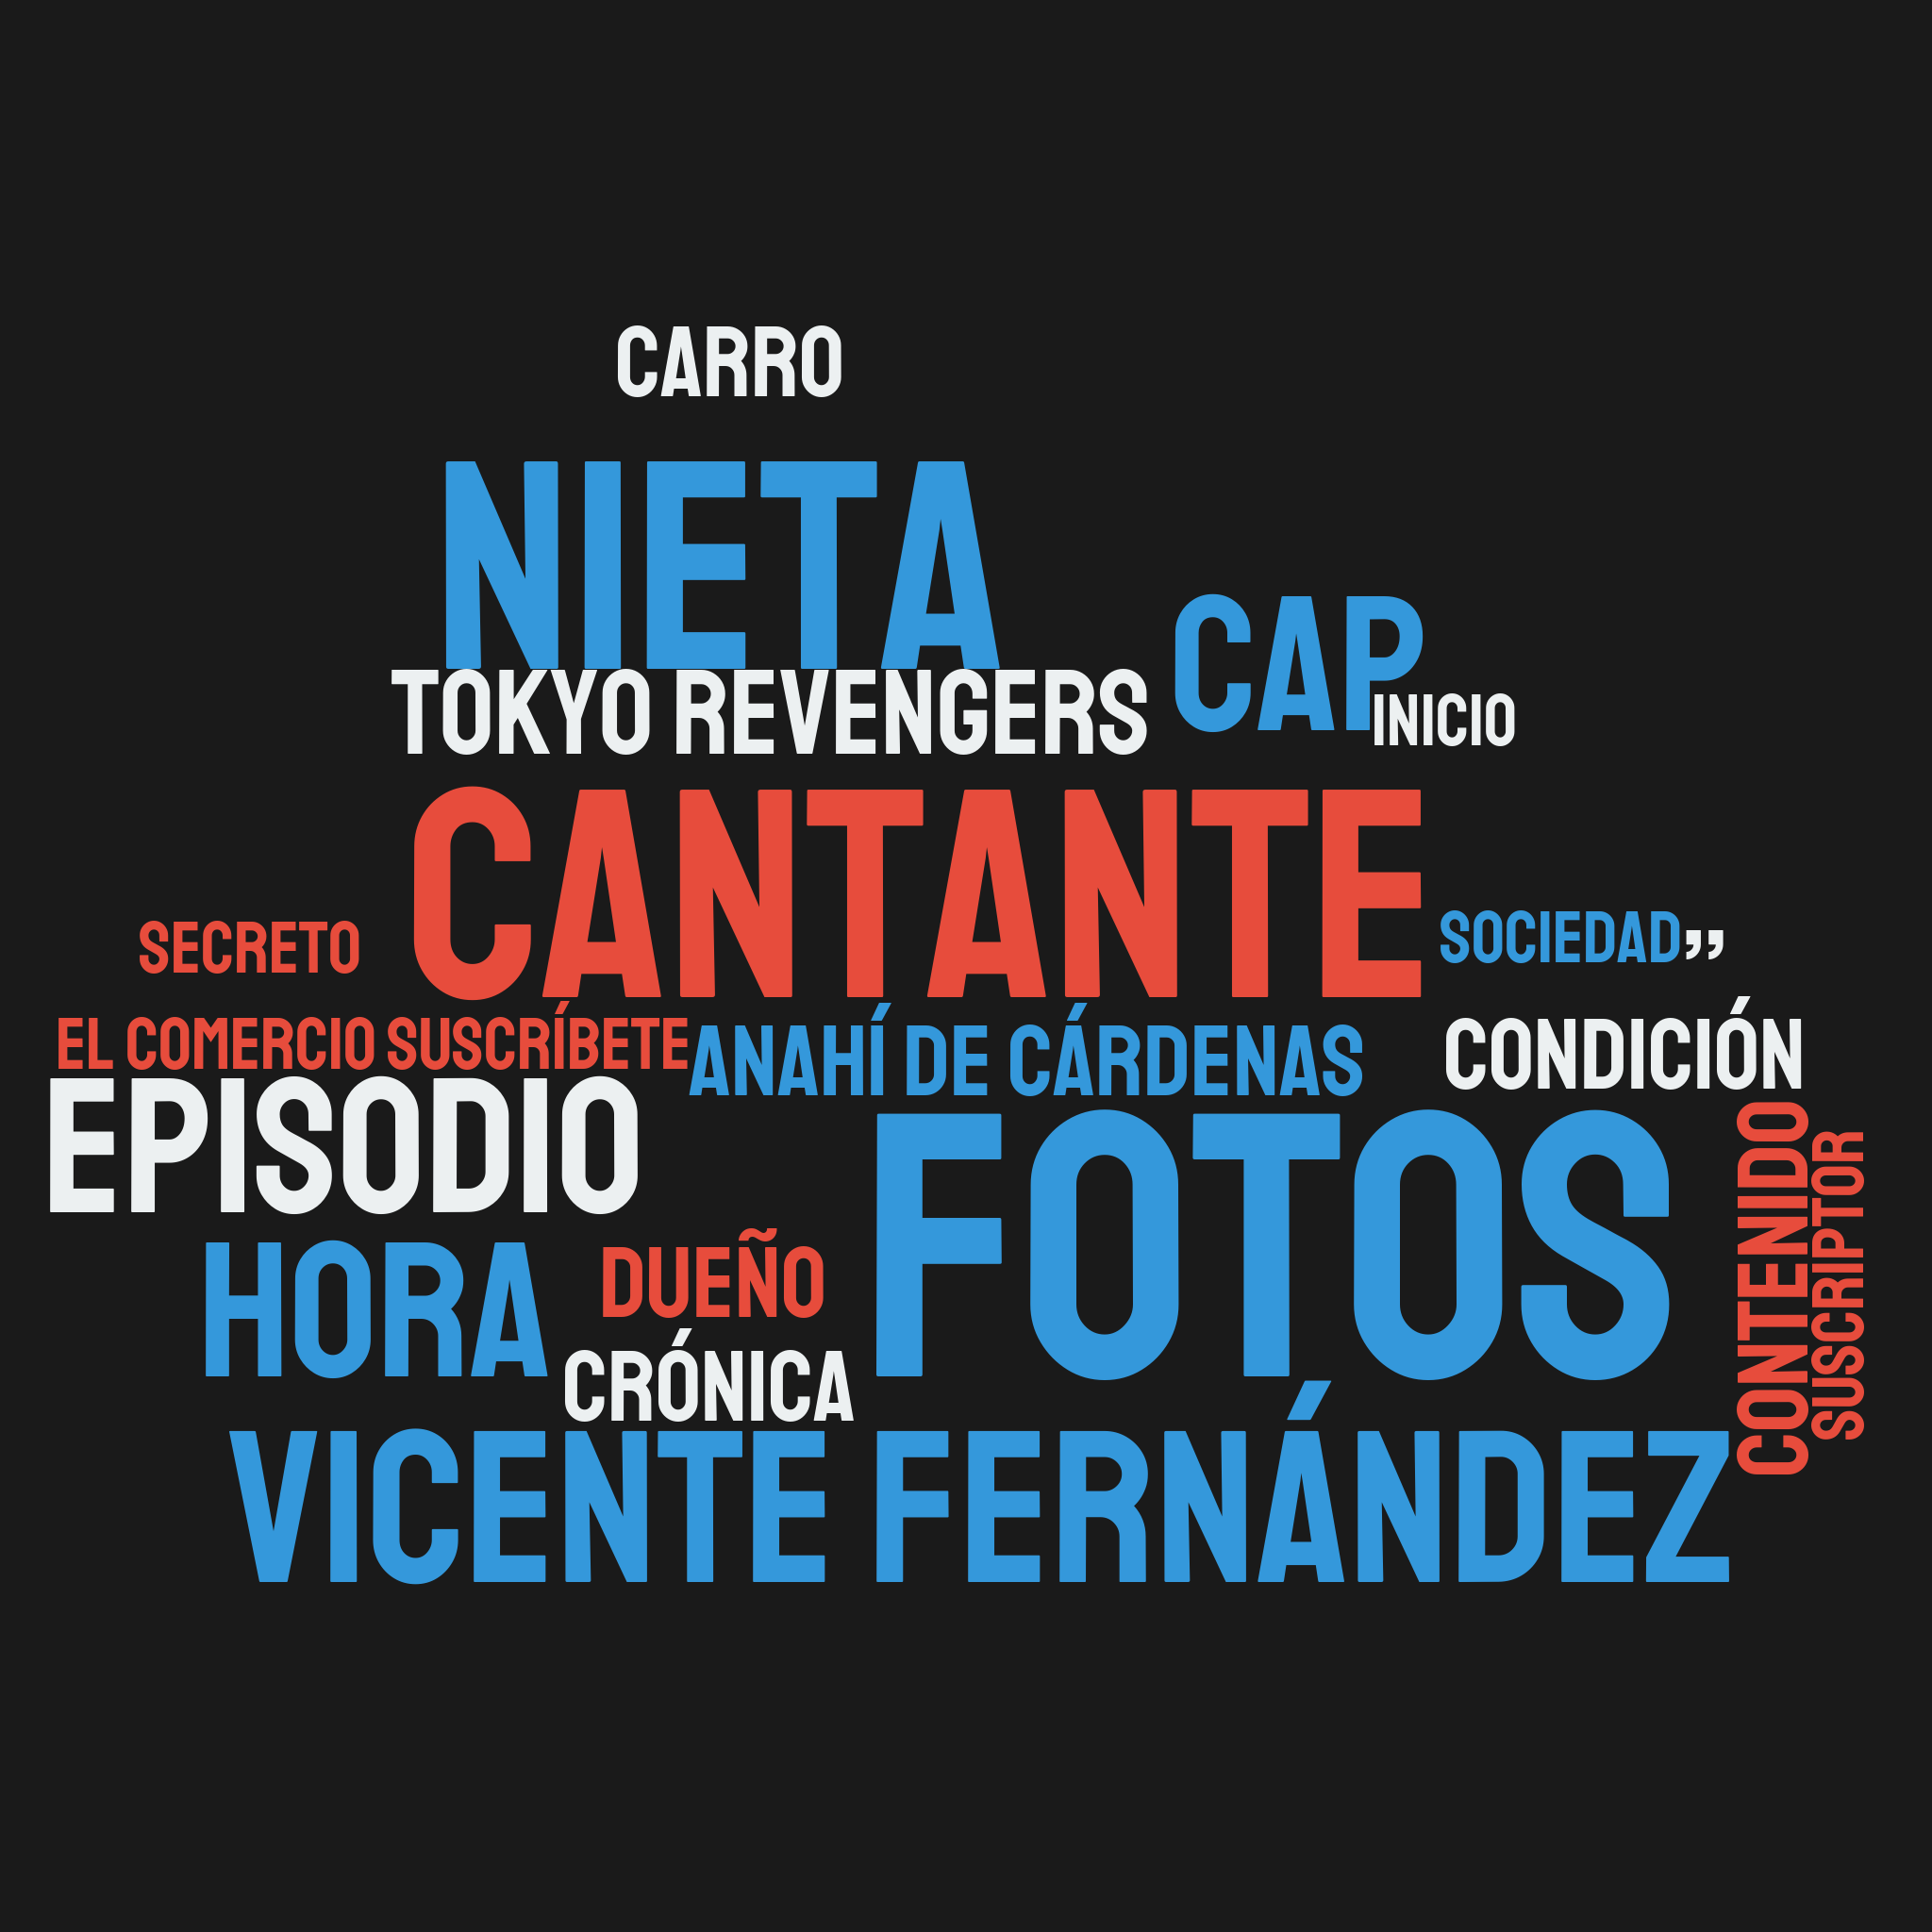 CARRO
NIETA
CAP
TOKYO REVENGERS
INICIO
CANTANTE
SECRETO
SOCIEDAD
”
EL COMERCIO SUSCRÍBETE
ANAHÍ DE CÁRDENAS
CONDICIÓN
EPISODIO
FOTOS
CONTENIDO
SUSCRIPTOR
HORA
DUEÑO
CRÓNICA
VICENTE FERNÁNDEZ